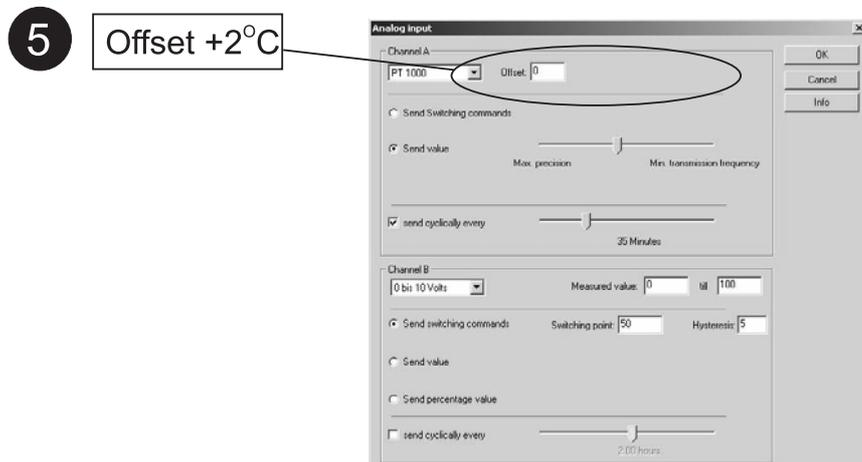 5
Offset +2°C
Analog input
Channel A
PT 1000 Offset: 0
OK
Cancel
Info
Send Switching commands
Send value
Max. precision Min. transmission frequency
send cyclically every
35 Minutes
Channel B
0 bis 10 Volts Measured value: 0 till 100
Send switching commands Switching point: 50 Hysteresis: 5
Send value
Send percentage value
send cyclically every
2:00 hours